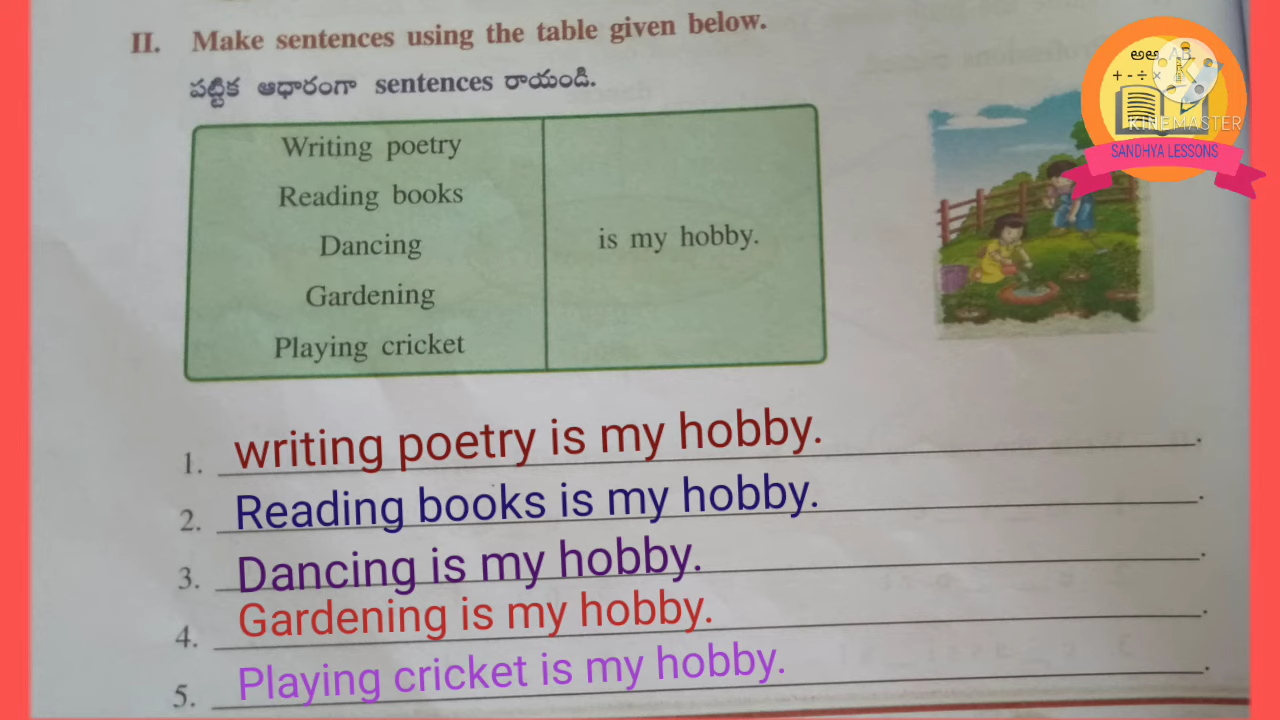 II. Make sentences using the table given below.
పట్టిక ఆధారంగా sentences రాయండి.
Writing poetry
Reading books
Dancing
is my hobby.
Gardening
Playing cricket
1. writing poetry is my hobby.
2. Reading books is my hobby.
3. Dancing is my hobby.
4. Gardening is my hobby.
5. Playing cricket is my hobby.
+ - ÷ ×
KINEMASTER
SANDHYA LESSONS